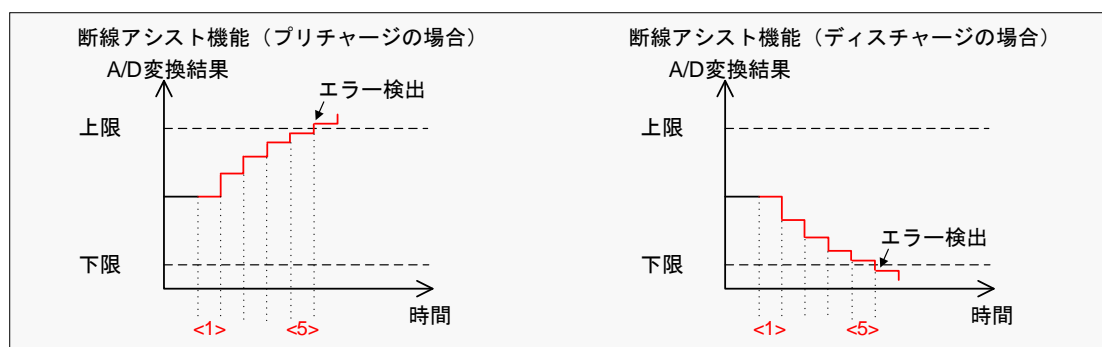 断線アシスト機能（プリチャージの場合）
A/D変換結果
エラー検出
上限
下限
時間
<1>
<5>
断線アシスト機能（ディスチャージの場合）
A/D変換結果
上限
エラー検出
下限
時間
<1>
<5>